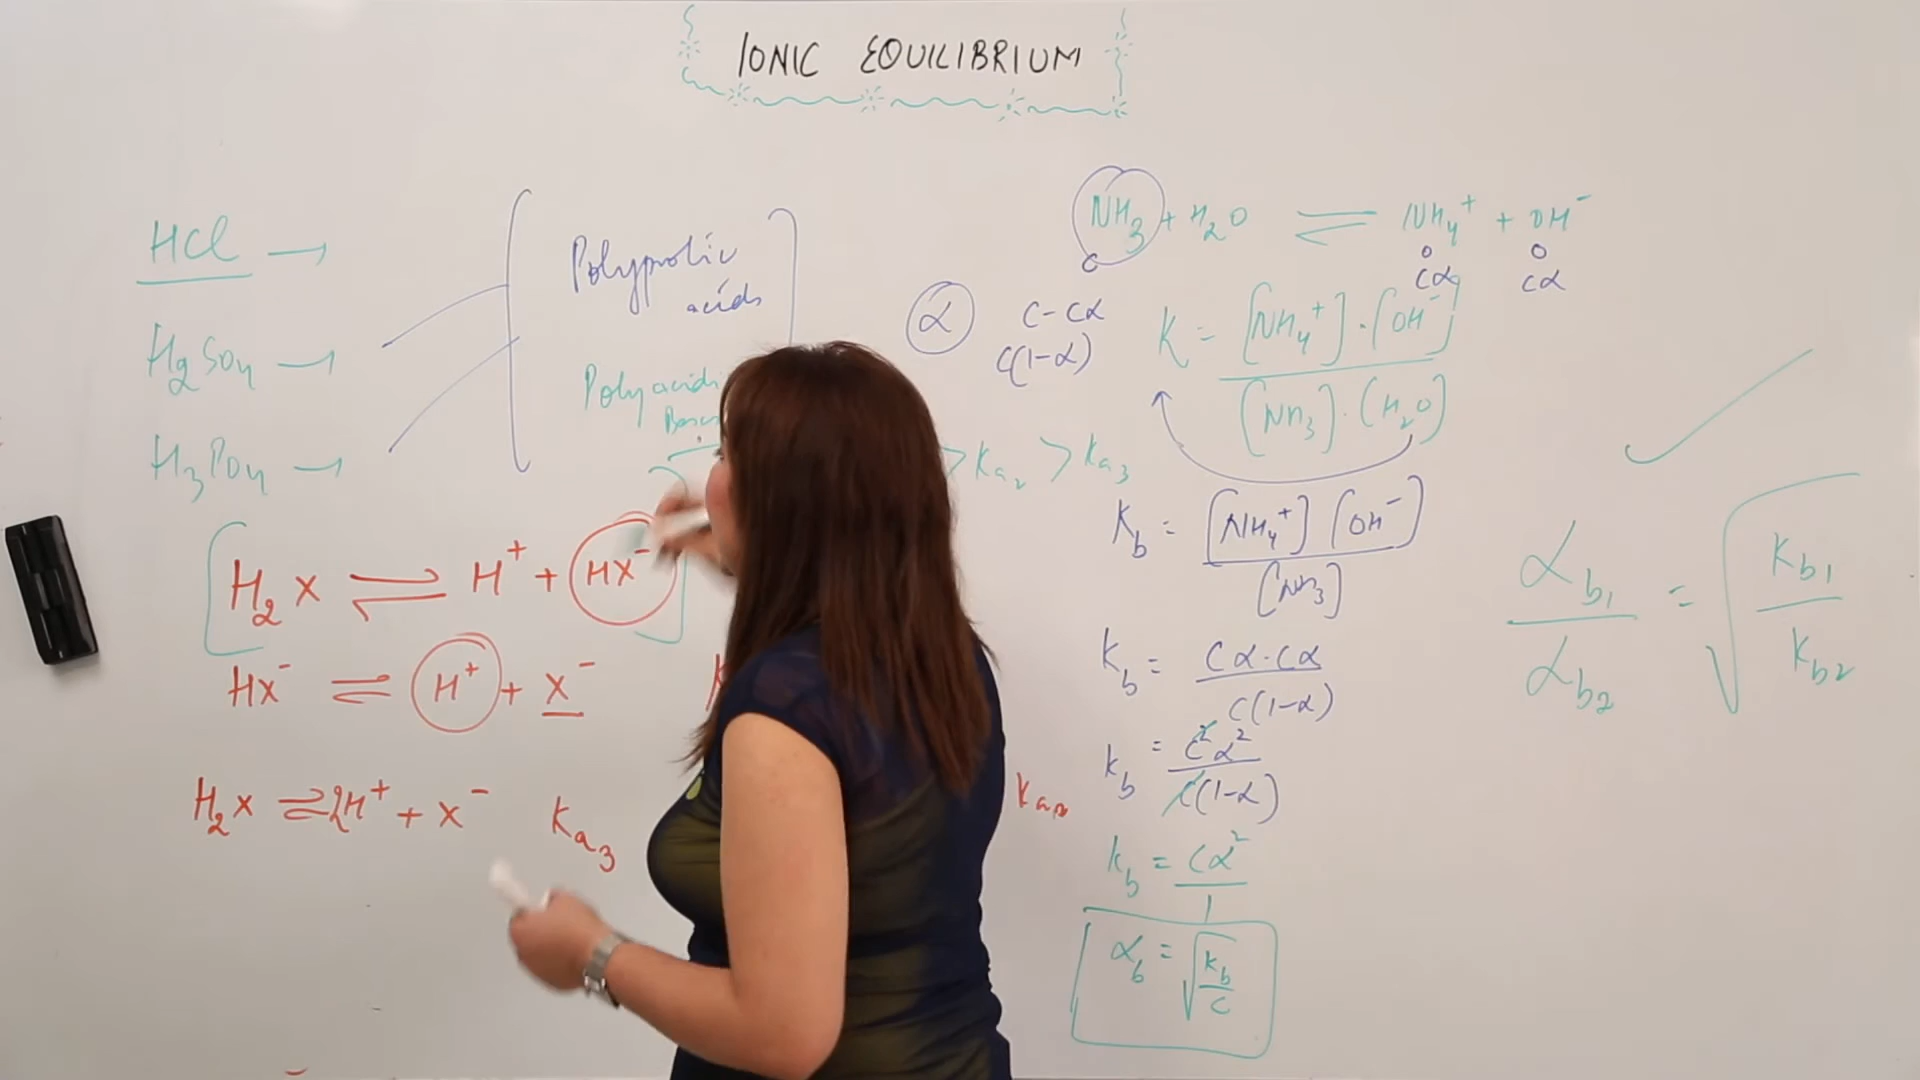 IONIC EQUILIBRIUM
HCl →
H2SO4 →
H3PO4 →
Polyprotic
acids
Polyacidic
H2X ⇌ H+ + HX-
HX- ⇌ H+ + X-
H2X ⇌ 2H+ + X- Ka3
> Ka2 > Ka3
NH3 + H2O ⇌ NH4+ + OH-
Cα Cα
α C-Cα
C(1-α)
K = [NH4+].[OH-] / [NH3].[H2O]
Kb = [NH4+][OH-] / [NH3]
Kb = Cα.Cα / C(1-α)
Kb = C²α² / C(1-α)
Kb = Cα² / 1
αb = √(Kb / C)
αb1 / αb2 = √(Kb1 / Kb2)